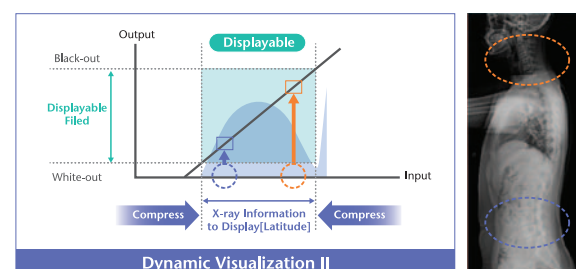 Output
Displayable
Black-out
Displayable
Filed
White-out
Input
Compress
X-ray Information
to Display[Latitude]
Compress
Dynamic Visualization II